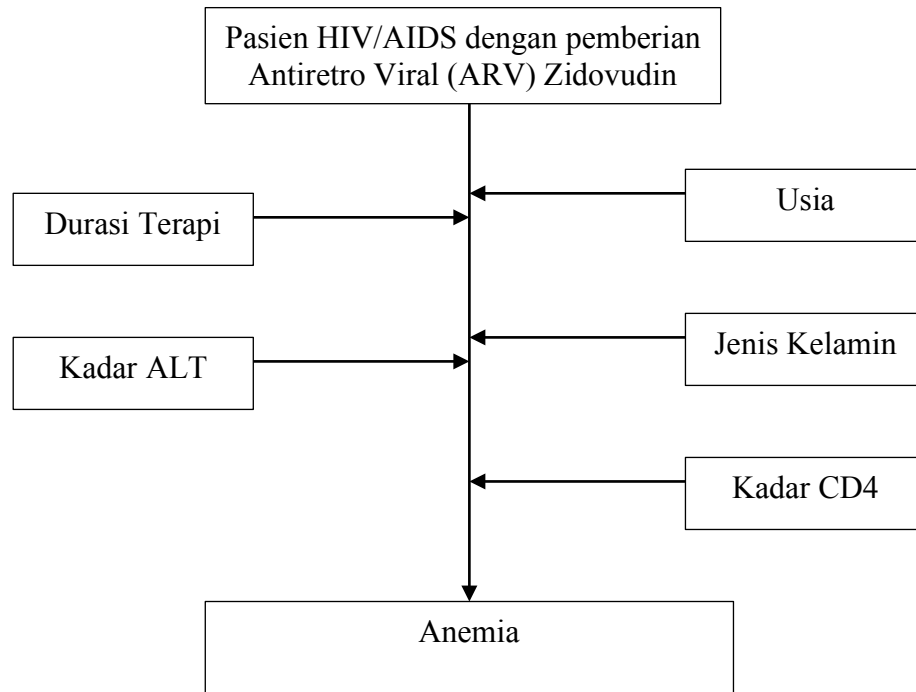 Pasien HIV/AIDS dengan pemberian
Antiretro Viral (ARV) Zidovudin
Usia
Durasi Terapi
Jenis Kelamin
Kadar ALT
Kadar CD4
Anemia